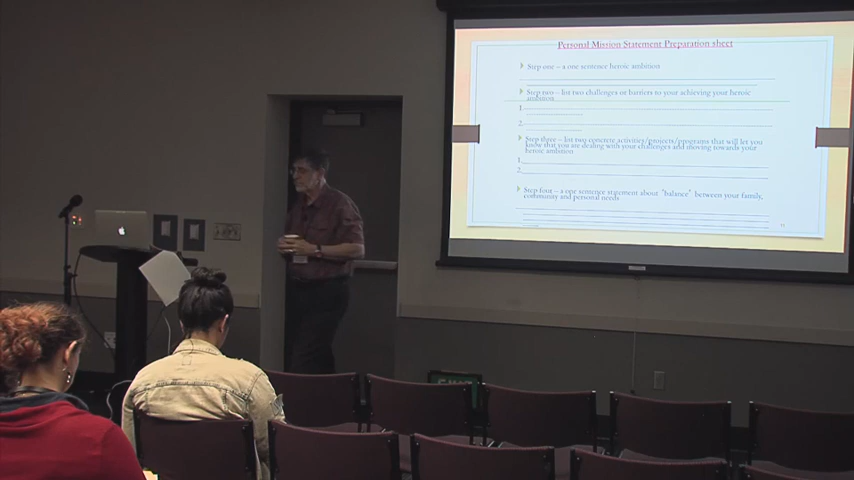 Personal Mission Statement Preparation sheet
Step one – a one sentence heroic ambition
Step two – list two challenges or barriers to your achieving your heroic
ambition
1.
2.
Step three – list two concrete activities/projects/programs that will let you
know that you are dealing with your challenges and moving towards your
heroic ambition
1.
2.
Step four – a one sentence statement about "balance" between your family,
community and personal needs